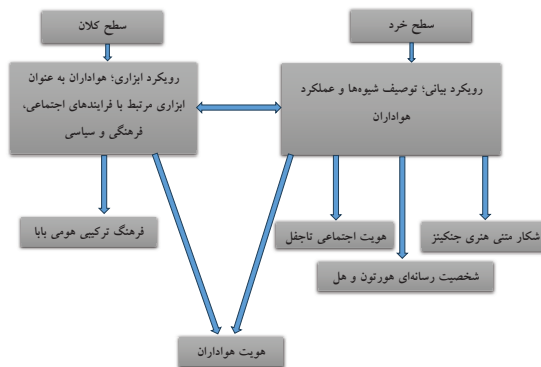 سطح خرد
سطح کلان
رویکرد بیانی؛ توصیف شیوه‌ها و عملکرد
هواداران
رویکرد ابزاری؛ هواداران به عنوان
ابزاری مرتبط با فرایندهای اجتماعی،
فرهنگی و سیاسی
شکار متنی هنری جنکینز
هویت اجتماعی تاجفل
فرهنگ ترکیبی هومی بابا
شخصیت رسانه‌ای هورتون و هل
هویت هواداران